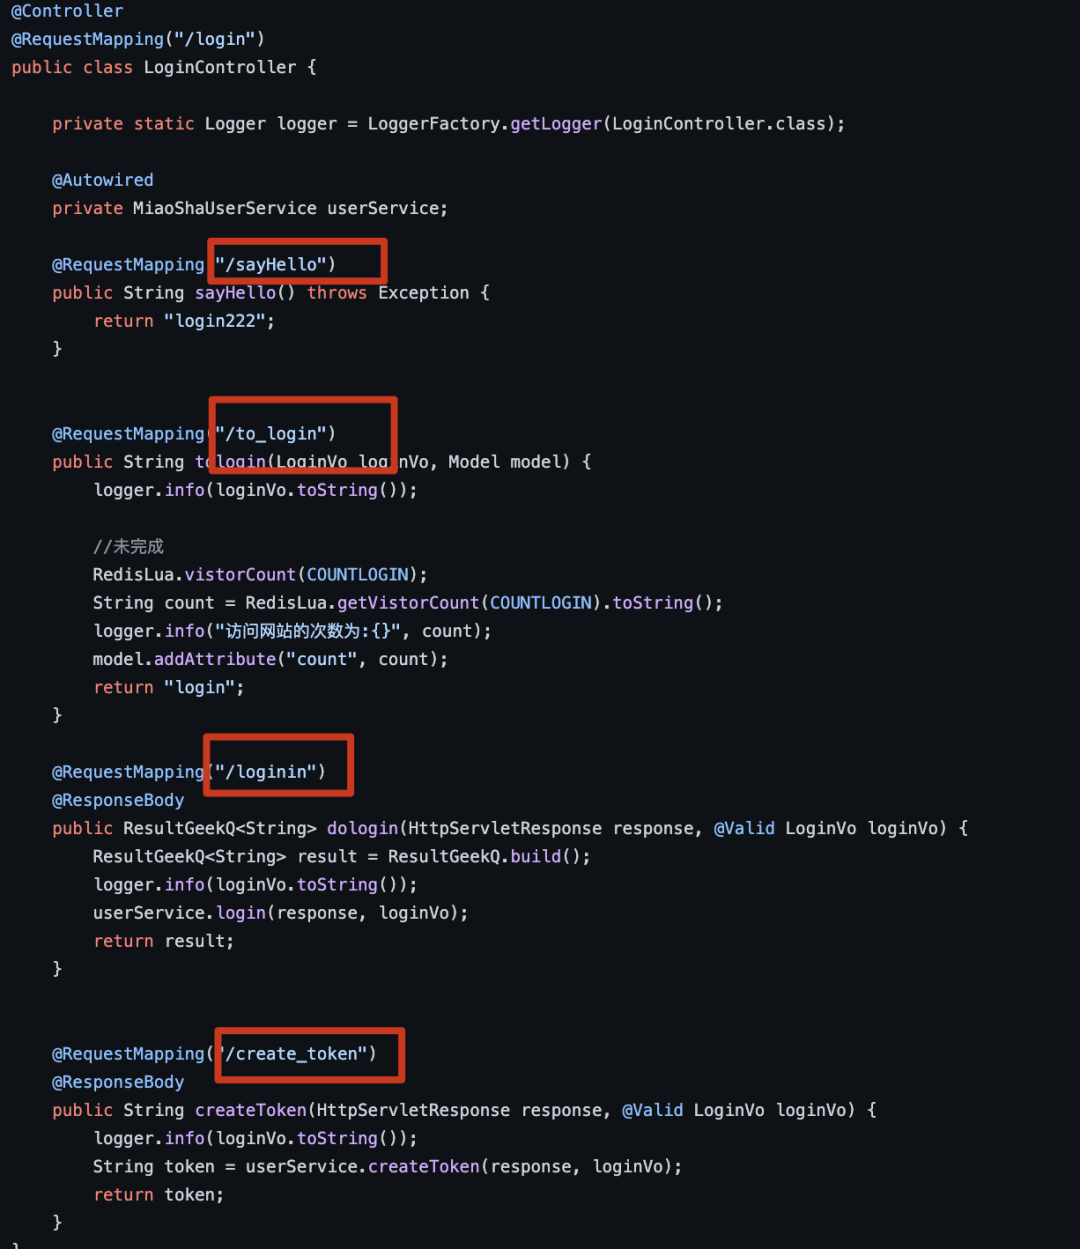 @Controller
@RequestMapping("/login")
public class LoginController {
private static Logger logger = LoggerFactory.getLogger(LoginController.class);
@Autowired
private MiaoShaUserService userService;
@RequestMapping("/sayHello")
public String sayHello() throws Exception {
return "login222";
}
@RequestMapping("/to_login")
public String tologin(LoginVo loginVo, Model model) {
logger.info(loginVo.toString());
//未完成
RedisLua.vistorCount(COUNTLOGIN);
String count = RedisLua.getVistorCount(COUNTLOGIN).toString();
logger.info("访问网站的次数为:{}", count);
model.addAttribute("count", count);
return "login";
}
@RequestMapping("/loginin")
@ResponseBody
public ResultGeekQ<String> dologin(HttpServletResponse response, @Valid LoginVo loginVo) {
ResultGeekQ<String> result = ResultGeekQ.build();
logger.info(loginVo.toString());
userService.login(response, loginVo);
return result;
}
@RequestMapping("/create_token")
@ResponseBody
public String createToken(HttpServletResponse response, @Valid LoginVo loginVo) {
logger.info(loginVo.toString());
String token = userService.createToken(response, loginVo);
return token;
}
}